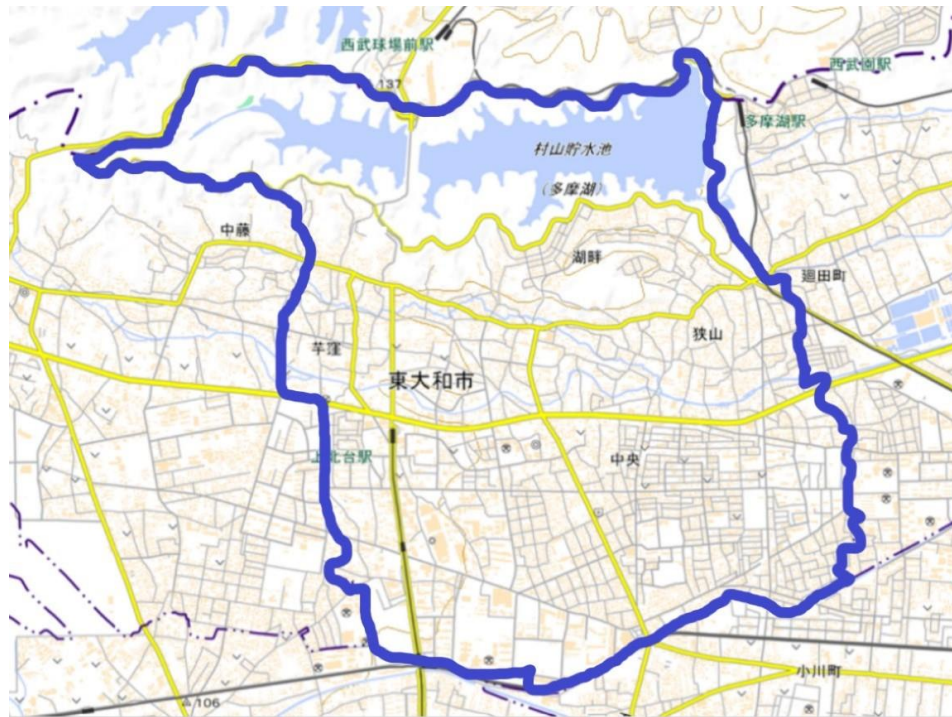 西武球場前駅
137
西武園駅
多摩湖駅
村山貯水池
(多摩湖)
中藤
湖畔
廻田町
狭山
芋窪
東大和市
上北台駅
中央
小川町
106